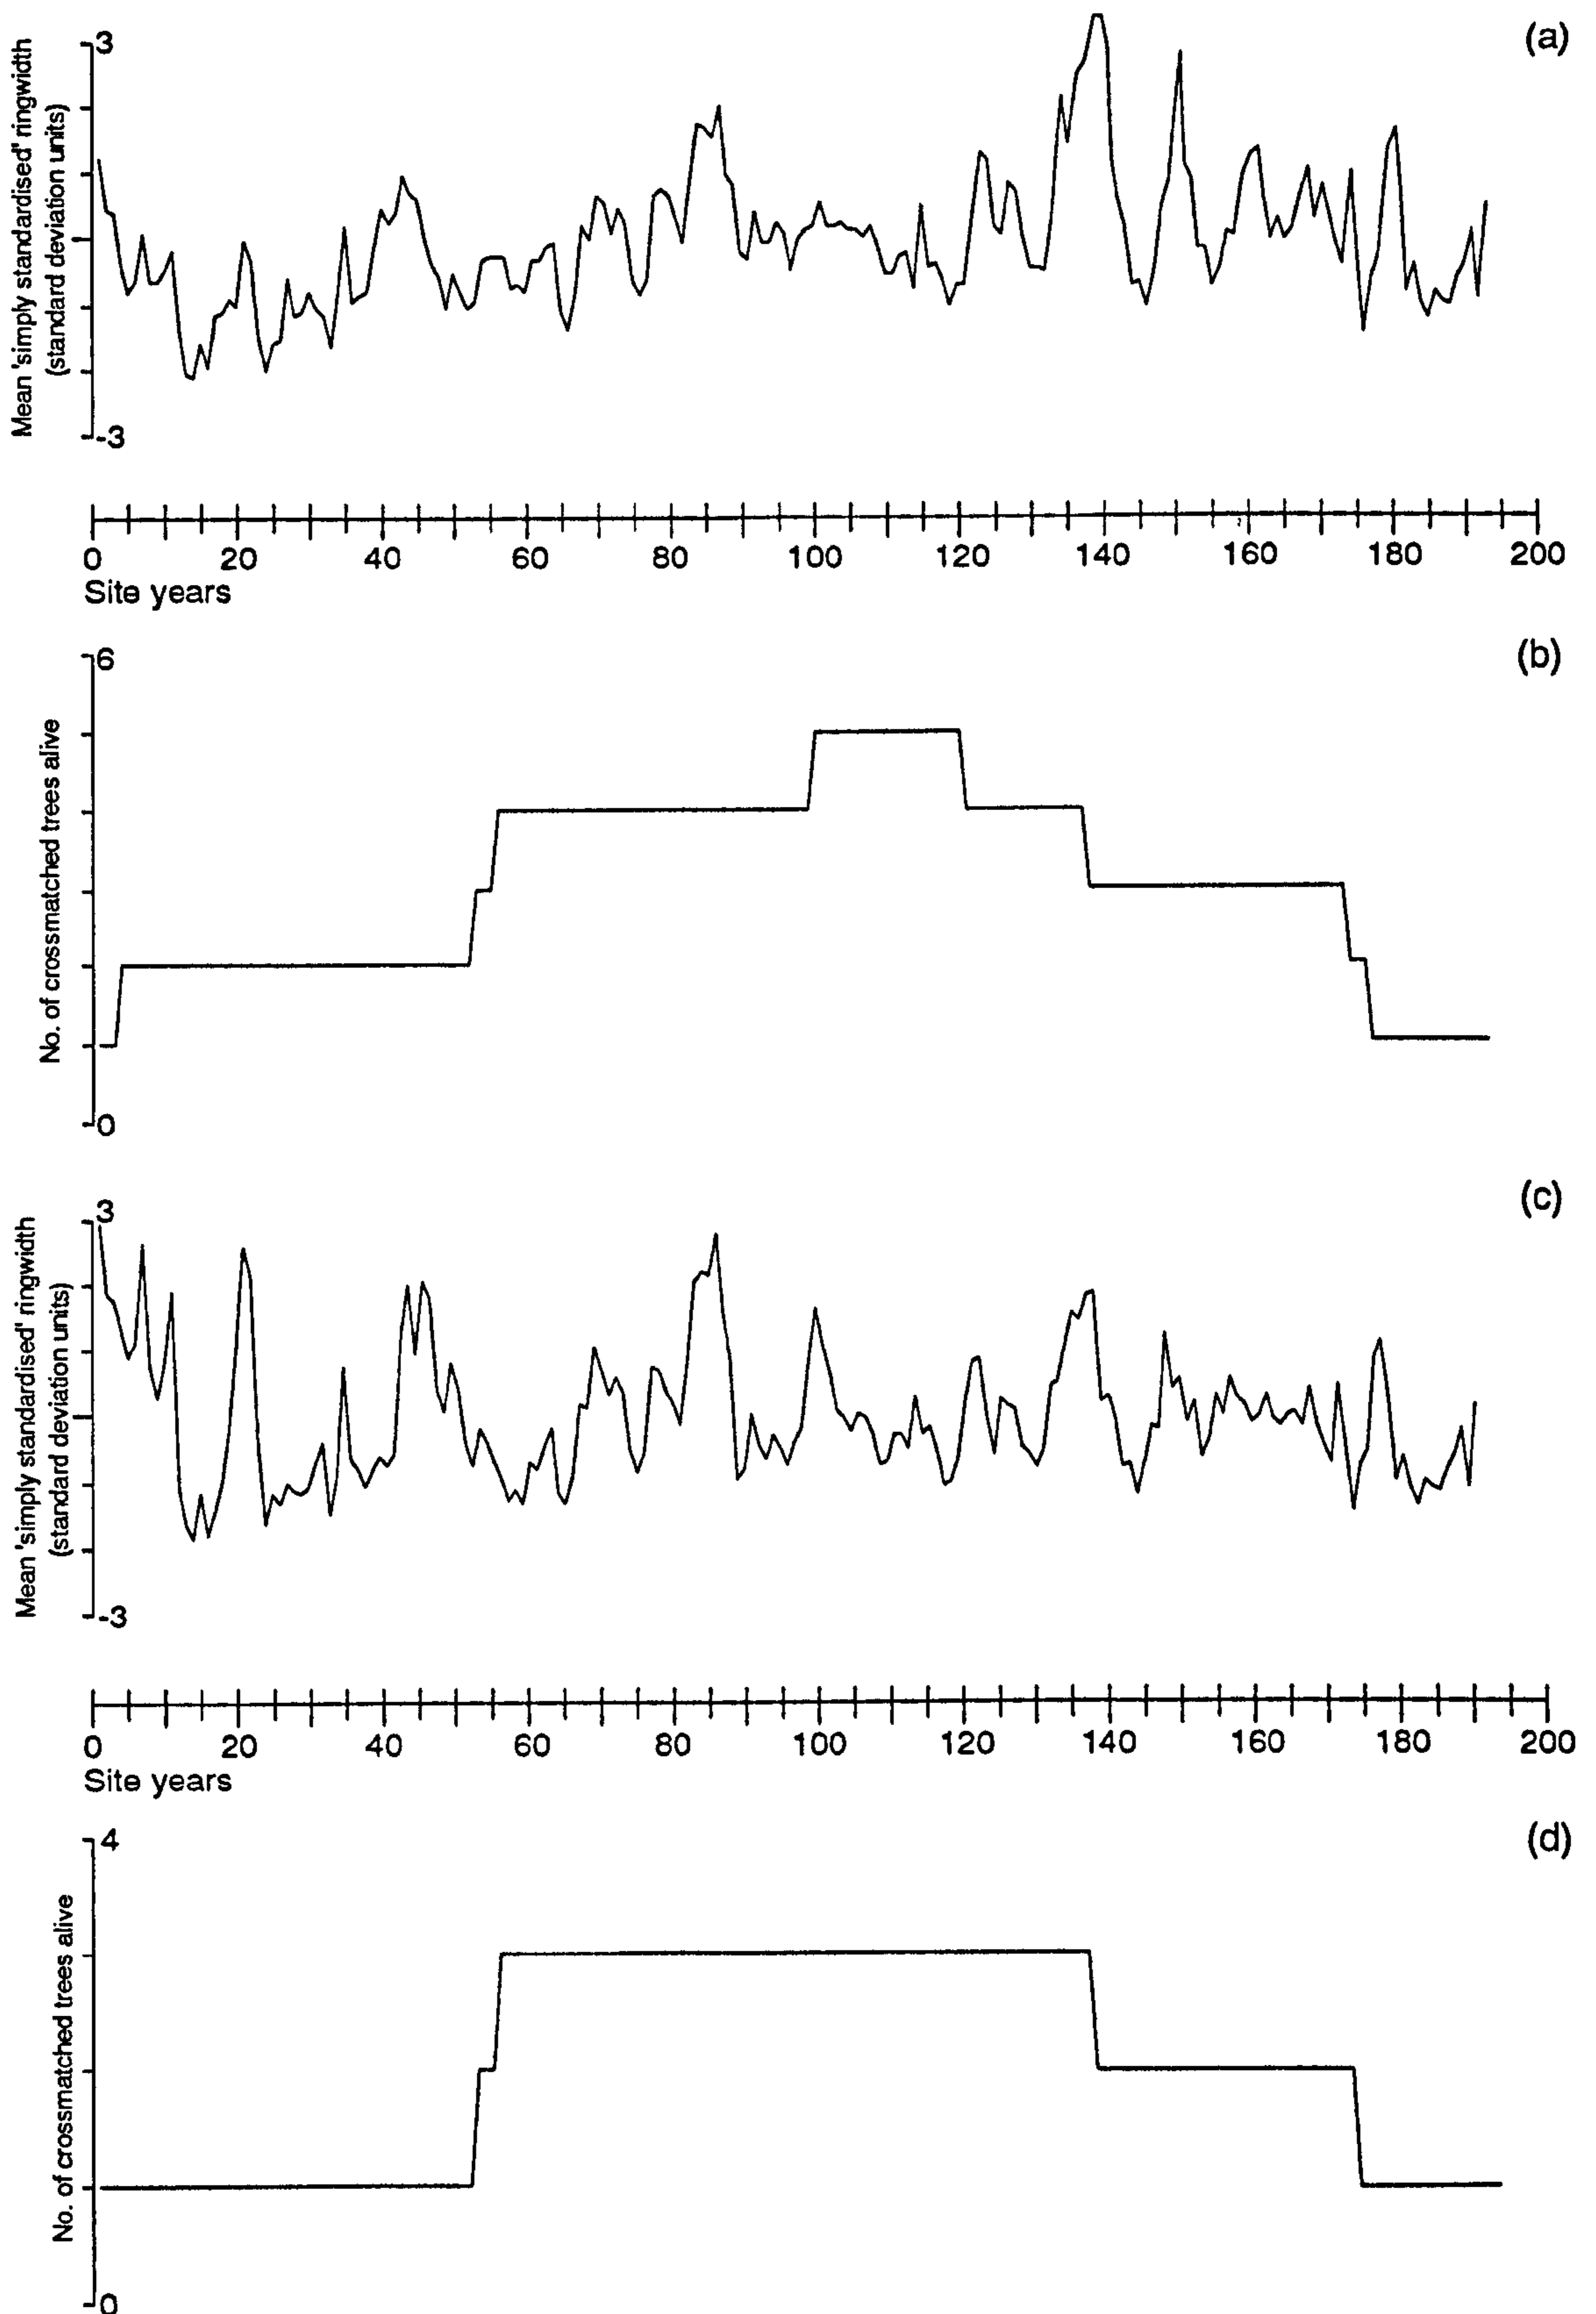 (a)
3
Mean 'simply standardised' ringwidth
(standard deviation units)
-3
0 20 40 60 80 100 120 140 160 180 200
Site years
(b)
6
No. of crossmatched trees alive
0
(c)
3
Mean 'simply standardised' ringwidth
(standard deviation units)
-3
0 20 40 60 80 100 120 140 160 180 200
Site years
(d)
4
No. of crossmatched trees alive
0